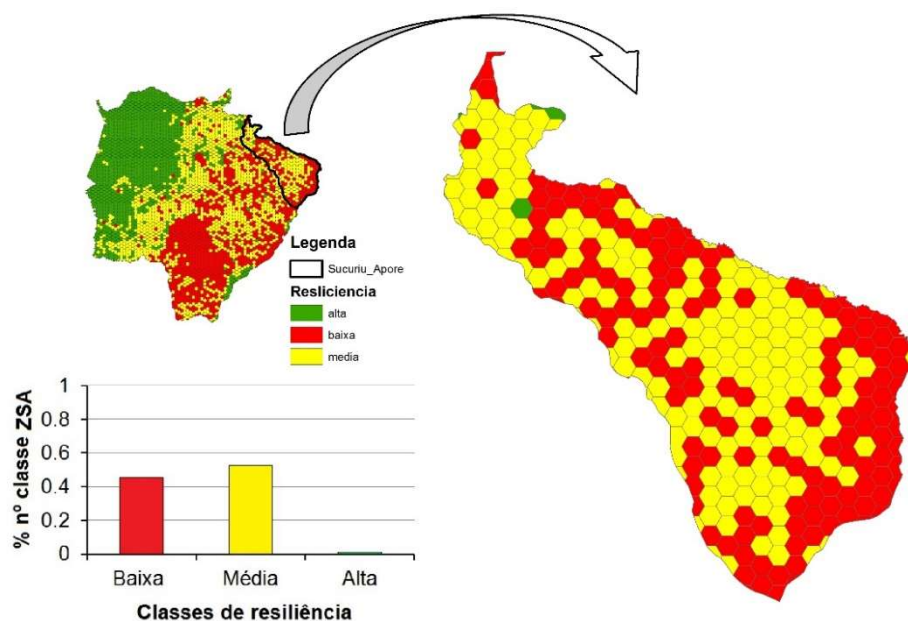 Legenda
Sucuriu_Apore
Resliciencia
alta
baixa
media
1
0.8
0.6
0.4
0.2
0
% nº classe ZSA
Baixa
Média
Alta
Classes de resiliência